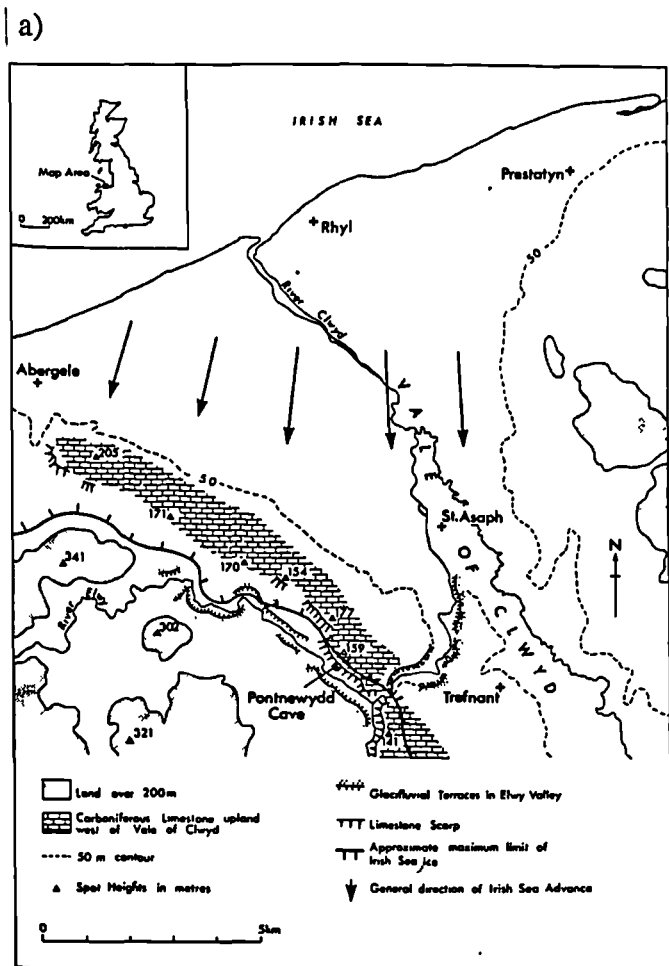 a)
IRISH SEA
Map Area
0 200km
Prestatyn
Rhyl
50
River Clwyd
Abergele
VALE OF CLWYD
205
50
171
St. Asaph
N
341
170
154
River Elwy
302
159
Pontnewydd Cave
Trefnant
321
141
Land over 200m
Carboniferous Limestone upland
west of Vale of Clwyd
50 m contour
Spot Heights in metres
Glaciofluvial Terraces in Elwy Valley
Limestone Scarp
Approximate maximum limit of
Irish Sea Ice
General direction of Irish Sea Advance
0 5km